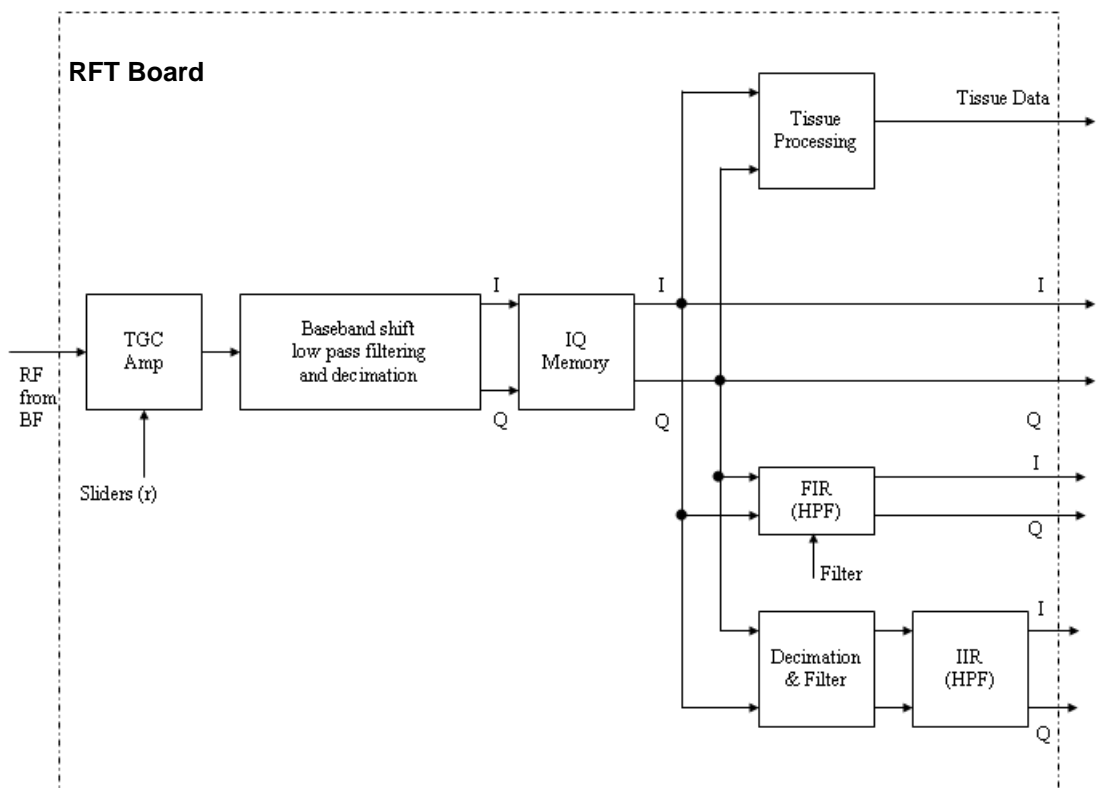 RFT Board
Tissue Data
Tissue
Processing
I
I
I
TGC
Amp
Baseband shift
low pass filtering
and decimation
IQ
Memory
RF
from
BF
Q
Q
Q
Sliders (r)
I
FIR
(HPF)
Q
Filter
I
Decimation
& Filter
IIR
(HPF)
Q